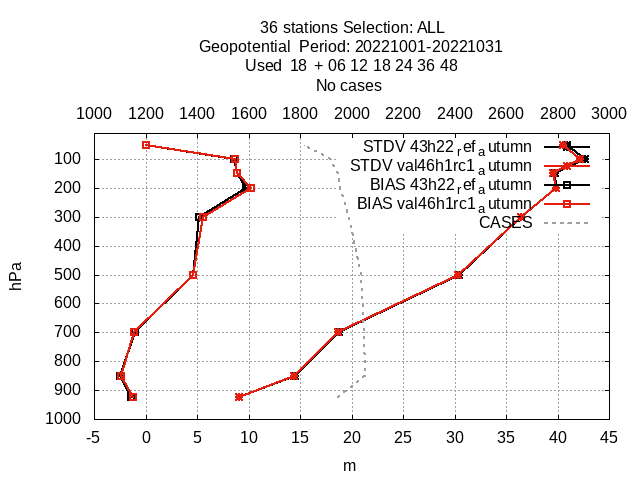 36 stations Selection: ALL
Geopotential Period: 20221001-20221031
Used 18 + 06 12 18 24 36 48
No cases
1000 1200 1400 1600 1800 2000 2200 2400 2600 2800 3000
STDV 43h22_ref_autumn
STDV val46h1rc1_autumn
BIAS 43h22_ref_autumn
BIAS val46h1rc1_autumn
CASES
100
200
300
400
500
600
700
800
900
1000
hPa
-5 0 5 10 15 20 25 30 35 40 45
m